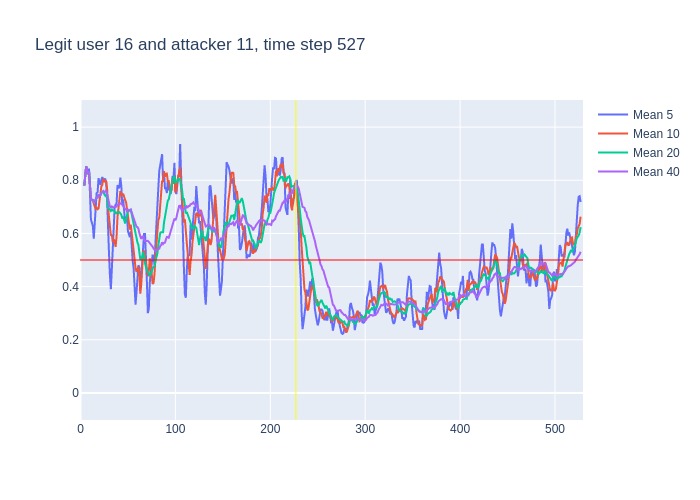 Legit user 16 and attacker 11, time step 527
Mean 5
Mean 10
Mean 20
Mean 40
1
0.8
0.6
0.4
0.2
0
0 100 200 300 400 500